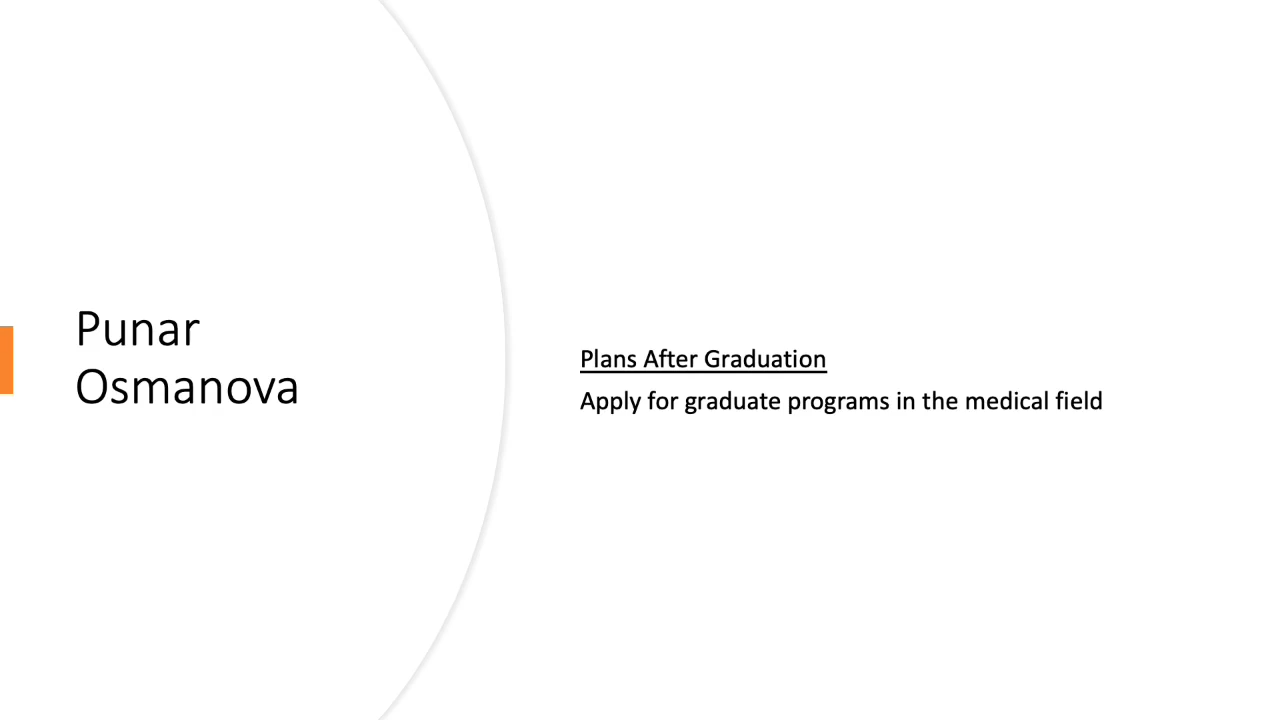 Punar
Osmanova
Plans After Graduation
Apply for graduate programs in the medical field